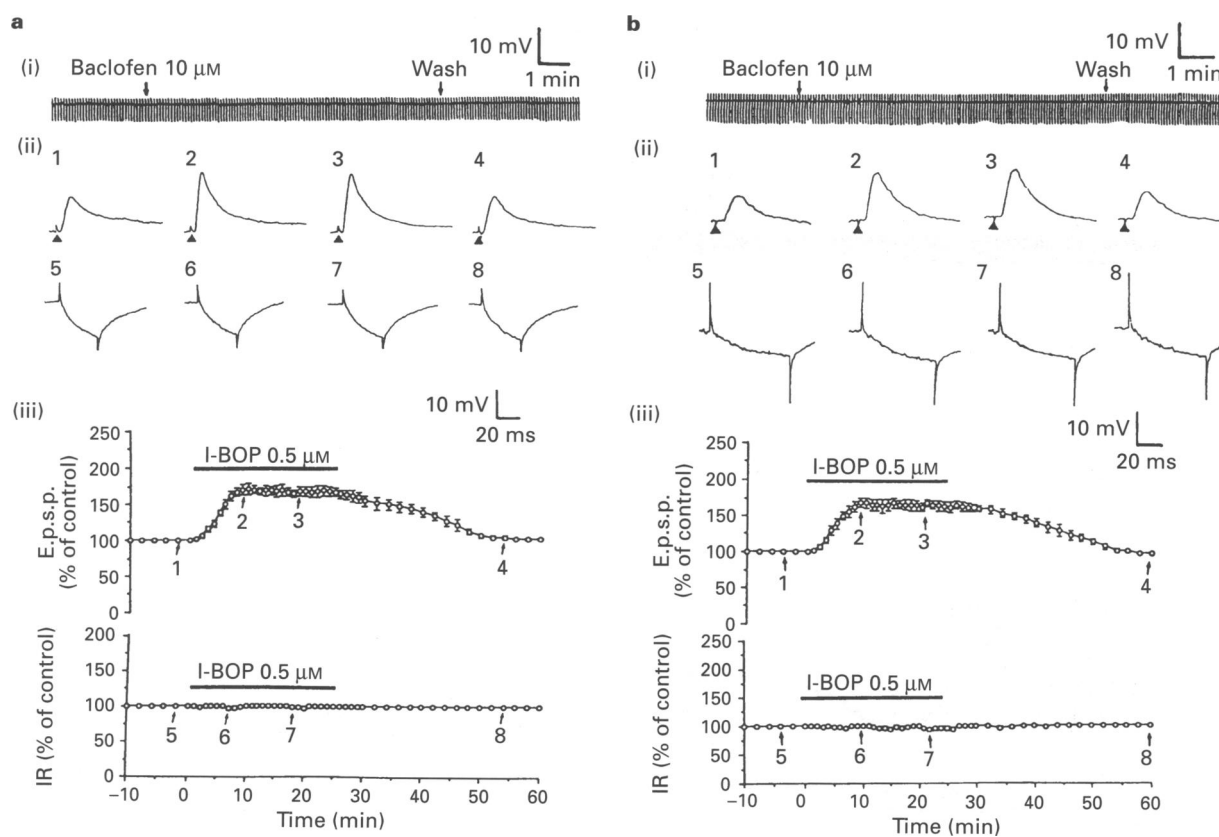 a
10 mV
1 min
(i)
Baclofen 10 μM
Wash
(ii)
1
2
3
4
5
6
7
8
10 mV
20 ms
(iii)
250
200
150
100
50
0
E.p.s.p.
(% of control)
I-BOP 0.5 μM
1
2
3
4
200
150
100
50
0
IR (% of control)
I-BOP 0.5 μM
5
6
7
8
−10
0
10
20
30
40
50
60
Time (min)
b
10 mV
1 min
(i)
Baclofen 10 μM
Wash
(ii)
1
2
3
4
5
6
7
8
10 mV
20 ms
(iii)
250
200
150
100
50
0
E.p.s.p.
(% of control)
I-BOP 0.5 μM
1
2
3
4
250
200
150
100
50
0
IR (% of control)
I-BOP 0.5 μM
5
6
7
8
−10
0
10
20
30
40
50
60
Time (min)